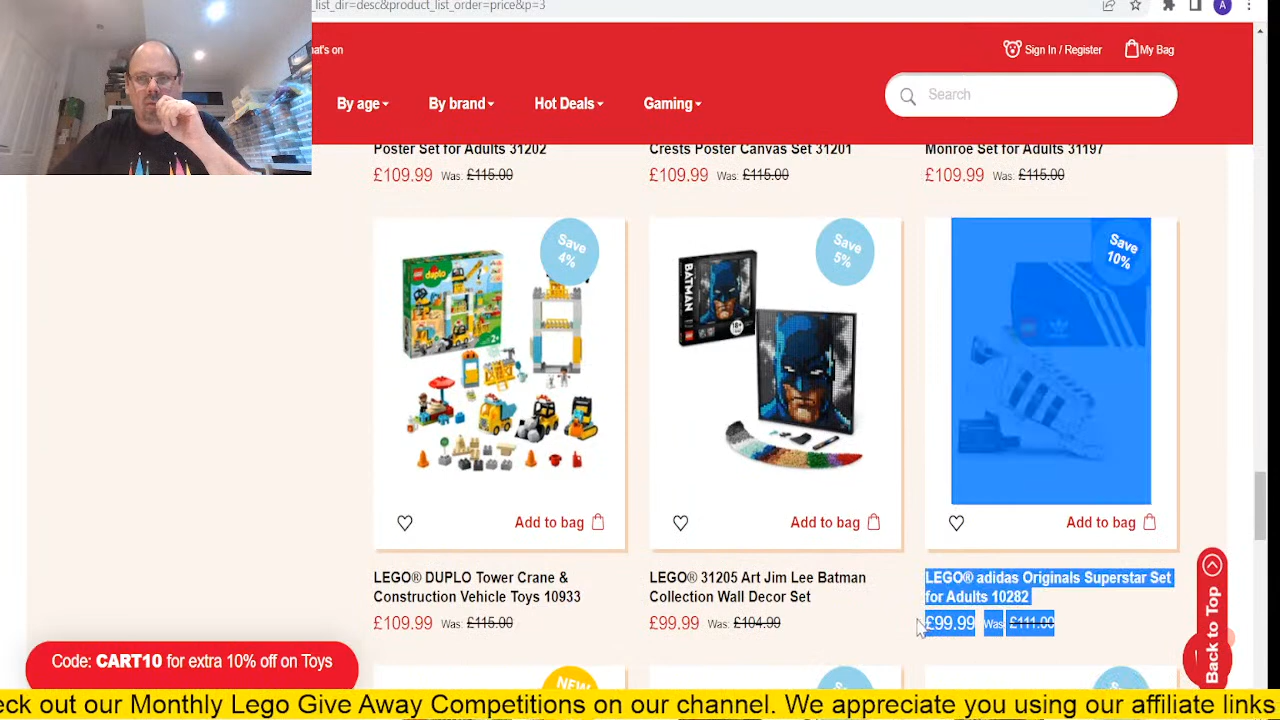 _list_dir=desc&product_list_order=price&p=3
A
hat's on
Sign In / Register
My Bag
By age
By brand
Hot Deals
Gaming
Search
Poster Set for Adults 31202
Crests Poster Canvas Set 31201
Monroe Set for Adults 31197
£109.99 Was: £115.00
£109.99 Was: £115.00
£109.99 Was: £115.00
Save
4%
Save
5%
Save
10%
duplo
BATMAN
18+
Add to bag
Add to bag
Add to bag
LEGO® DUPLO Tower Crane &
Construction Vehicle Toys 10933
£109.99 Was: £115.00
LEGO® 31205 Art Jim Lee Batman
Collection Wall Decor Set
£99.99 Was: £104.99
LEGO® adidas Originals Superstar Set
for Adults 10282
£99.99 Was £111.00
Back to Top
Code: CART10 for extra 10% off on Toys
NEW
eck out our Monthly Lego Give Away Competitions on our channel. We appreciate you using our affiliate links